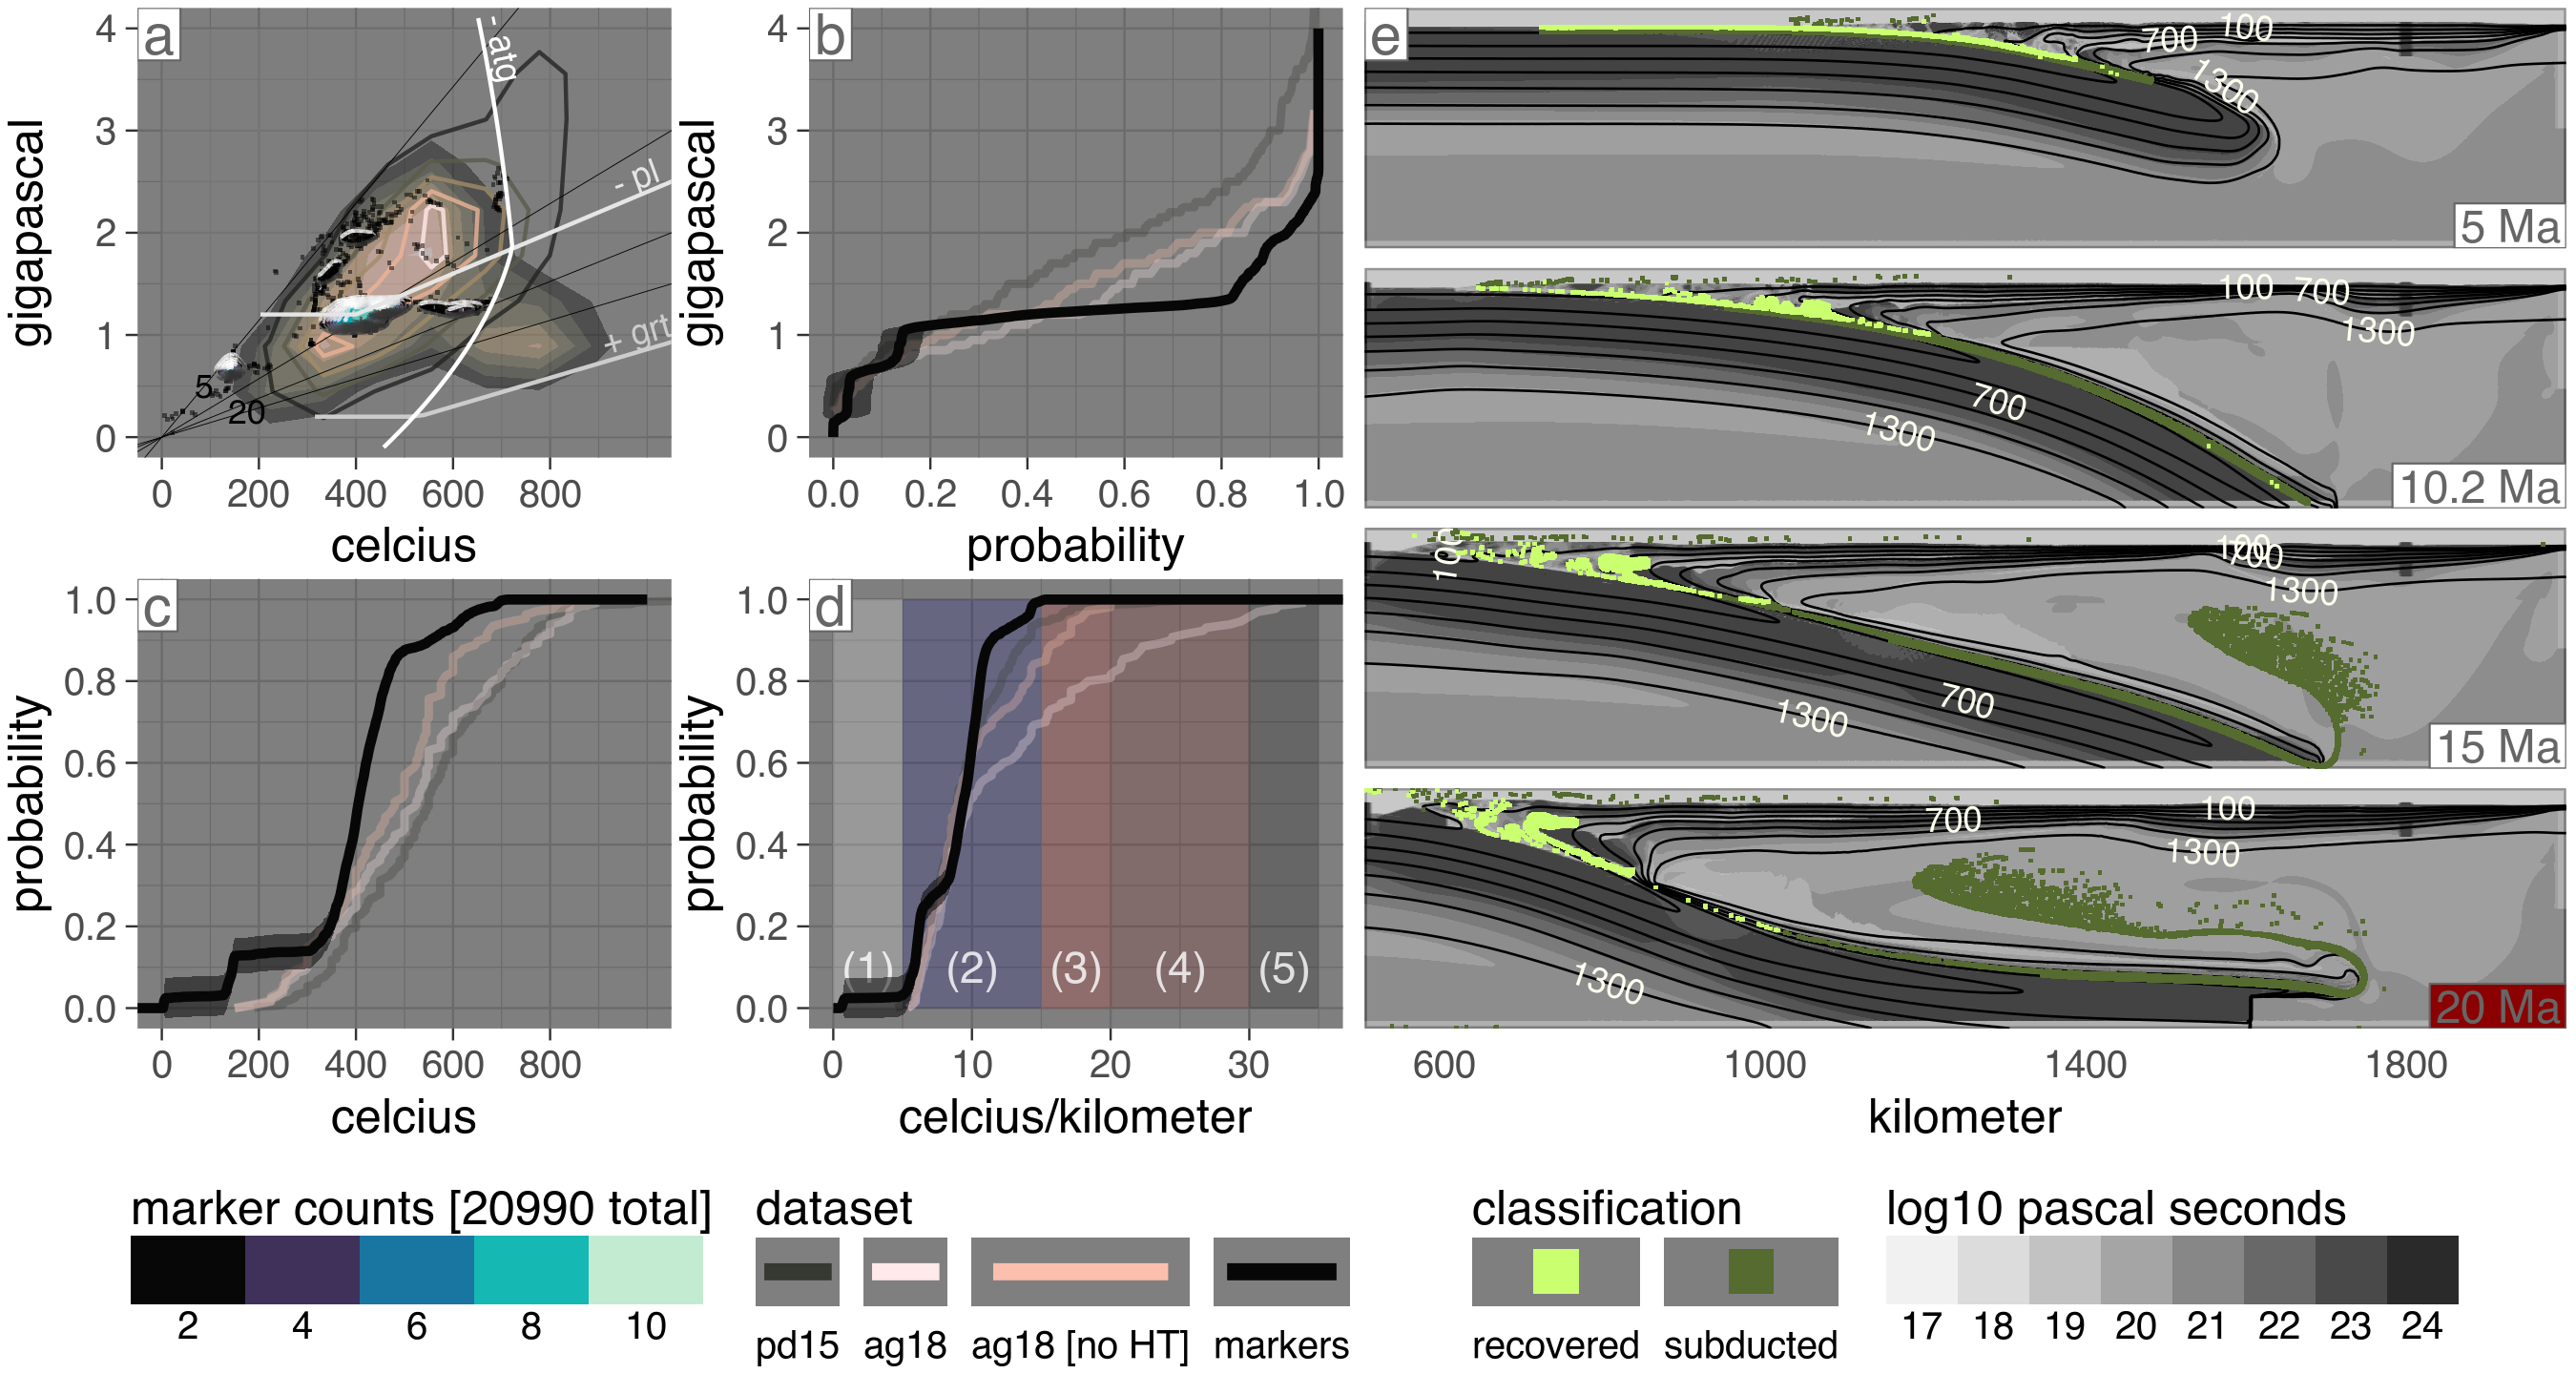 a
4
3
2
1
0
gigapascal
- atg
- pl
+ grt
5
20
0
200
400
600
800
celcius
b
4
3
2
1
0
gigapascal
0.0
0.2
0.4
0.6
0.8
1.0
probability
c
1.0
0.8
0.6
0.4
0.2
0.0
probability
0
200
400
600
800
celcius
d
1.0
0.8
0.6
0.4
0.2
0.0
probability
(1)
(2)
(3)
(4)
(5)
0
10
20
30
celcius/kilometer
e
700
100
1300
5 Ma
100
700
1300
700
1300
10.2 Ma
100
100
700
1300
700
1300
15 Ma
100
700
1300
1300
20 Ma
600
1000
1400
1800
kilometer
marker counts [20990 total]
2
4
6
8
10
dataset
pd15
ag18
ag18 [no HT]
markers
classification
recovered
subducted
log10 pascal seconds
17
18
19
20
21
22
23
24